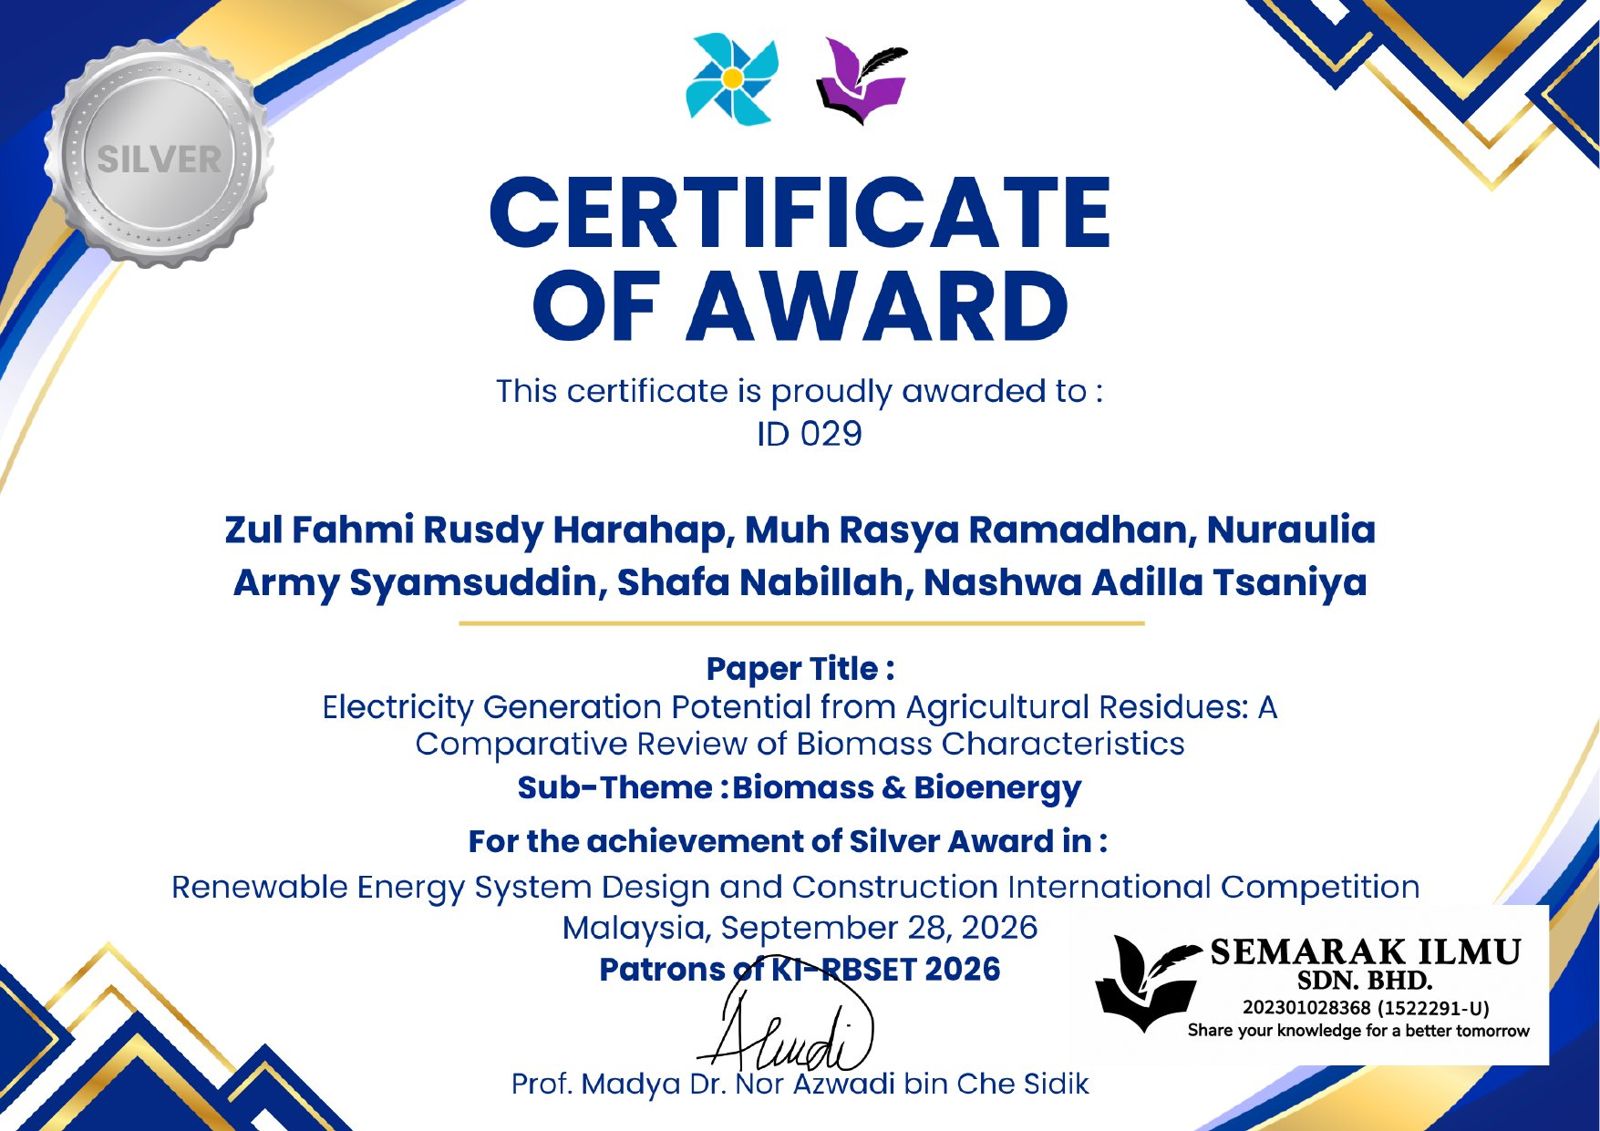 SILVER
CERTIFICATE
OF AWARD
This certificate is proudly awarded to :
ID 029
Zul Fahmi Rusdy Harahap, Muh Rasya Ramadhan, Nuraulia
Army Syamsuddin, Shafa Nabillah, Nashwa Adilla Tsaniya
Paper Title :
Electricity Generation Potential from Agricultural Residues: A
Comparative Review of Biomass Characteristics
Sub-Theme : Biomass & Bioenergy
For the achievement of Silver Award in :
Renewable Energy System Design and Construction International Competition
Malaysia, September 28, 2026
Patrons of KI-RBSET 2026
Prof. Madya Dr. Nor Azwadi bin Che Sidik
SEMARAK ILMU
SDN. BHD.
202301028368 (1522291-U)
Share your knowledge for a better tomorrow